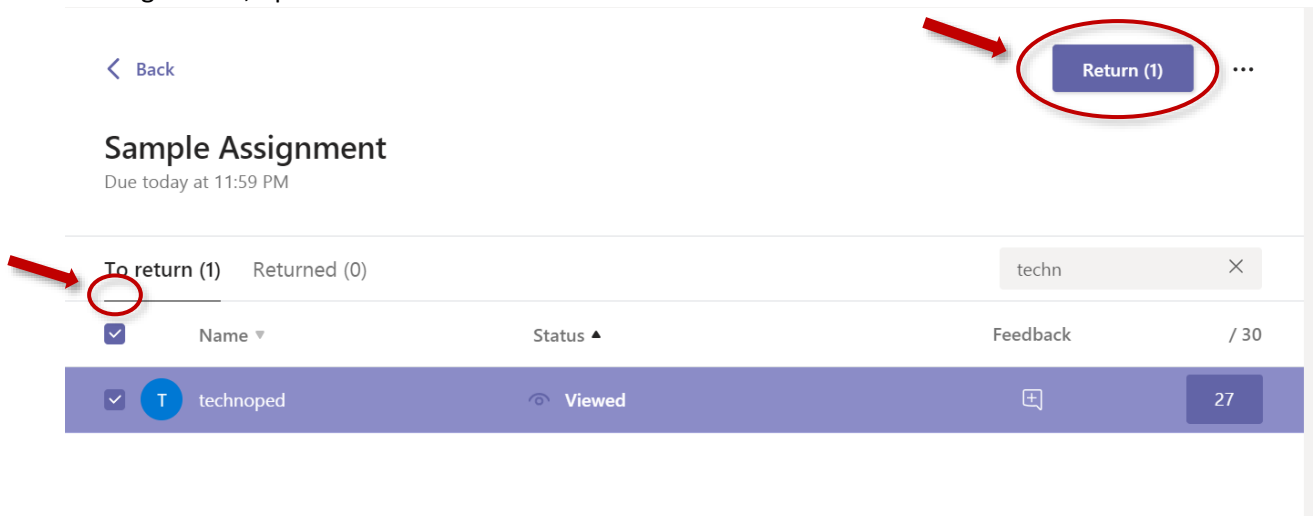 Back
Return (1)
Sample Assignment
Due today at 11:59 PM
To return (1) Returned (0) techn
Name Status Feedback / 30
T technoped Viewed 27